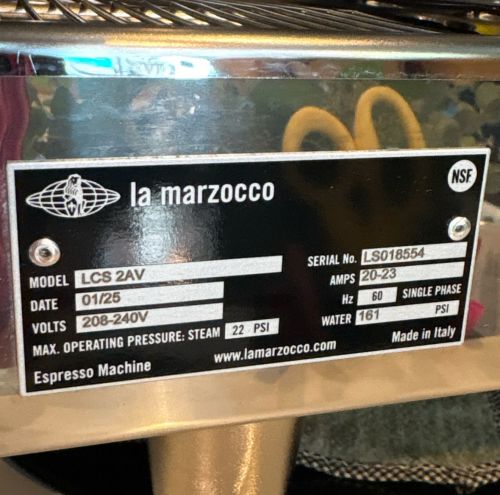 la marzocco
NSF
MODEL LCS 2AV
SERIAL No. LS018554
DATE 01/25
AMPS 20-23
VOLTS 208-240V
Hz 60 SINGLE PHASE
MAX. OPERATING PRESSURE: STEAM 22 PSI
WATER 161 PSI
Espresso Machine
www.lamarzocco.com
Made in Italy